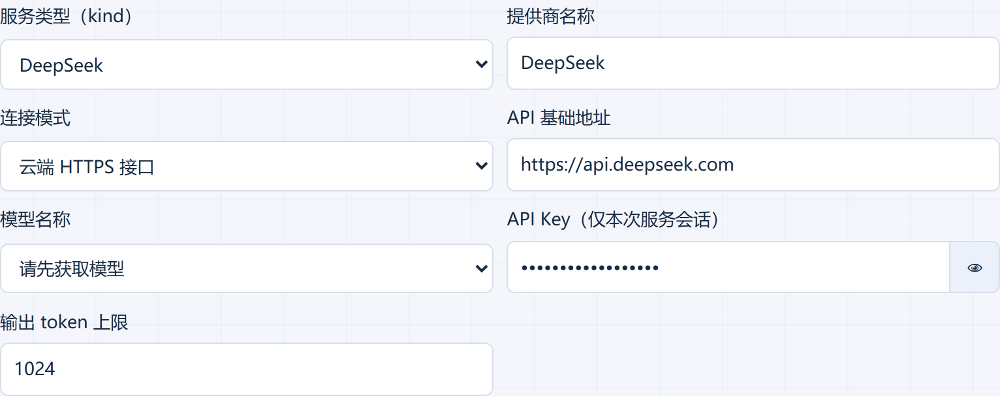 服务类型（kind）
DeepSeek
提供商名称
DeepSeek
连接模式
云端 HTTPS 接口
API 基础地址
https://api.deepseek.com
模型名称
请先获取模型
API Key（仅本次服务会话）
••••••••••••••••••
输出 token 上限
1024